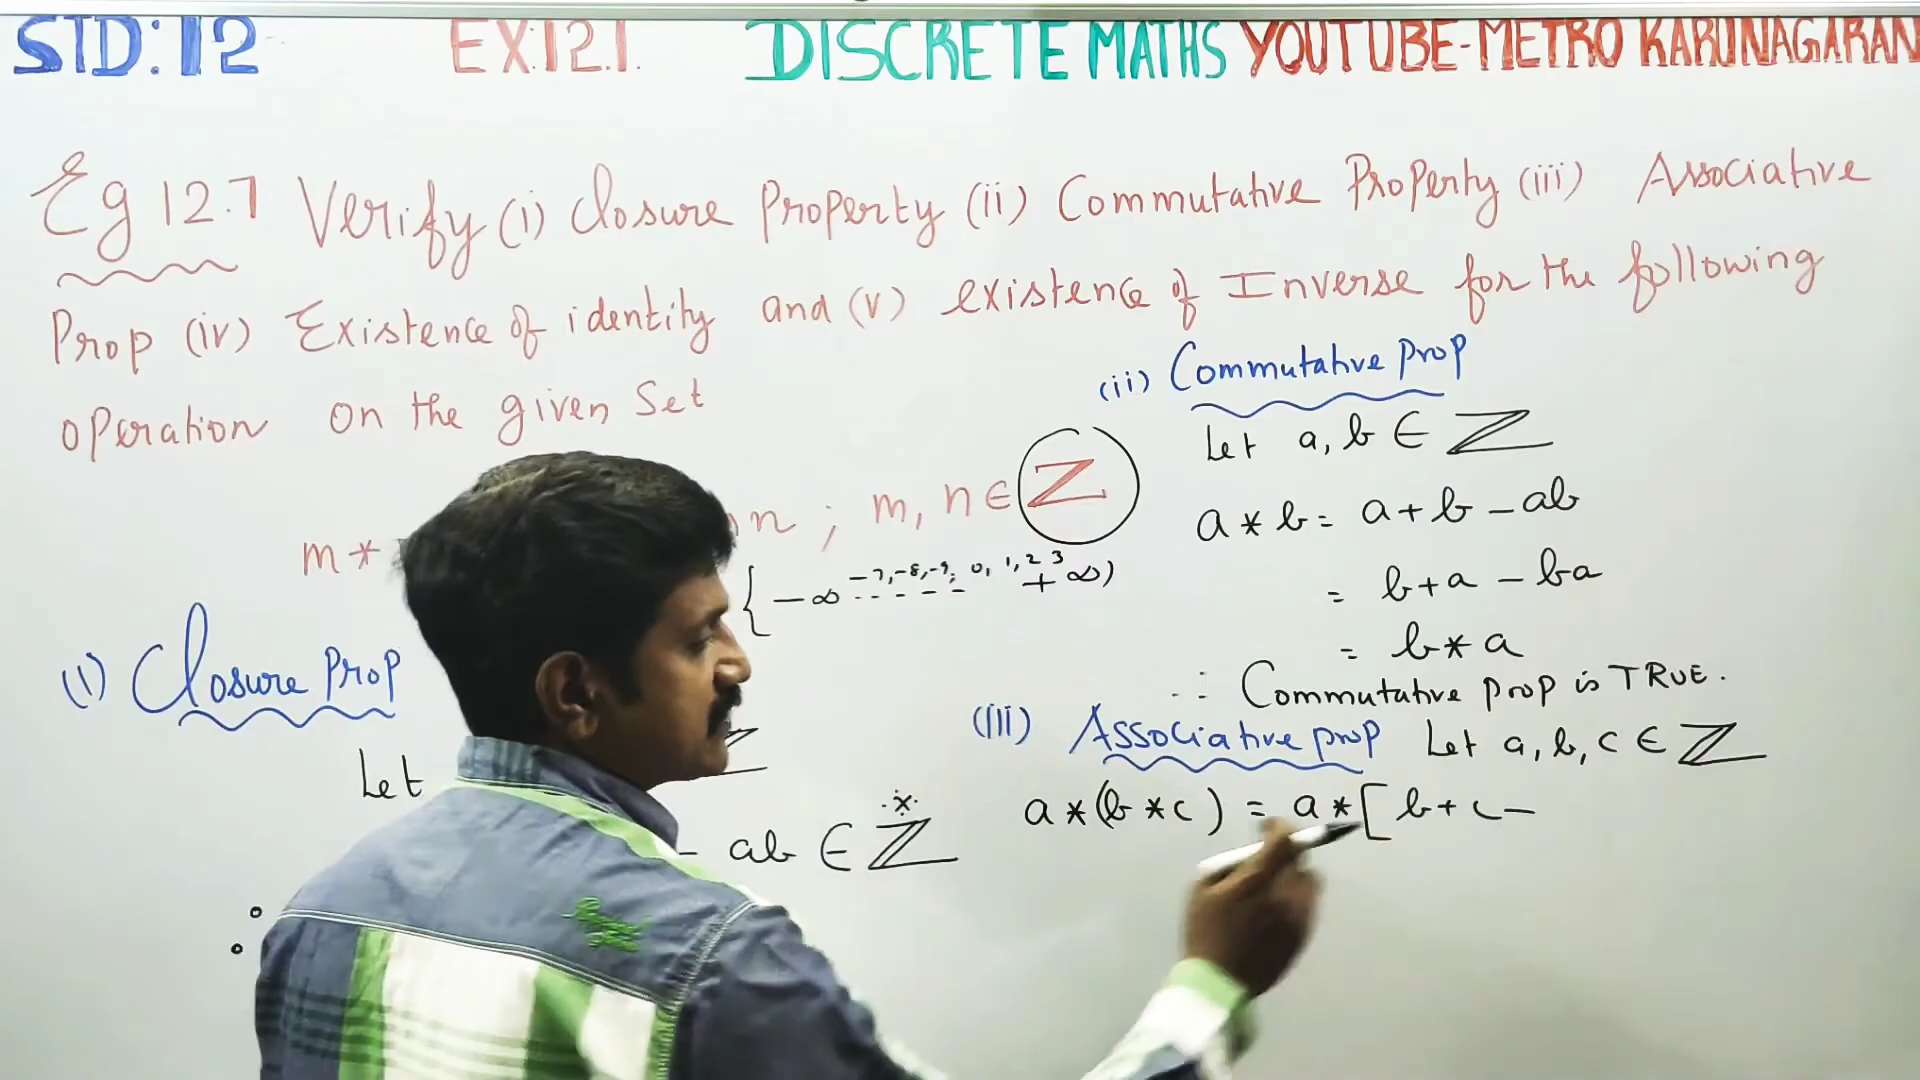 STD:12 EX:12.1. DISCRETE MATHS YOUTUBE-METRO KARUNAGARAN
Eg 12.7 Verify (i) Closure Property (ii) Commutative Property (iii) Associative
Prop (iv) Existence of identity and (v) existence of Inverse for the following
operation on the given Set
m * n ; m, n ∈ Z
{ -∞ -7,-8,-9, 0, 1, 2 3 - - - - - +∞)
(i) Closure Prop
Let
- ab ∈ Z
(ii) Commutative Prop
Let a, b ∈ Z
a * b = a + b - ab
= b + a - ba
= b * a
∴ Commutative prop is TRUE.
(iii) Associative prop Let a, b, c ∈ Z
a * (b * c) = a * [ b + c -